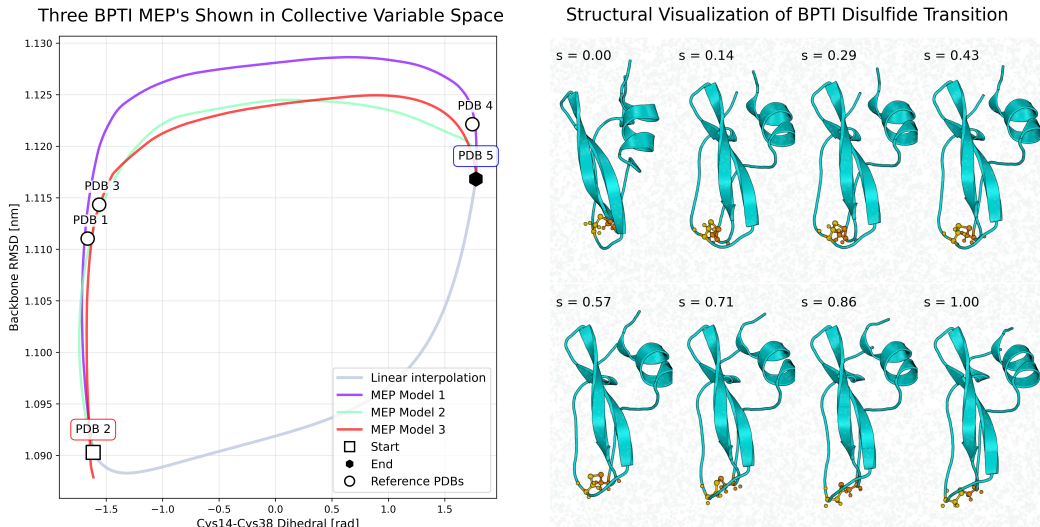 Three BPTI MEP's Shown in Collective Variable Space
1.130
1.125
1.120
1.115
1.110
1.105
1.100
1.095
1.090
Backbone RMSD [nm]
PDB 4
PDB 5
PDB 3
PDB 1
PDB 2
Linear interpolation
MEP Model 1
MEP Model 2
MEP Model 3
Start
End
Reference PDBs
−1.5 −1.0 −0.5 0.0 0.5 1.0 1.5
Cys14-Cys38 Dihedral [rad]
Structural Visualization of BPTI Disulfide Transition
s = 0.00 s = 0.14 s = 0.29 s = 0.43
s = 0.57 s = 0.71 s = 0.86 s = 1.00